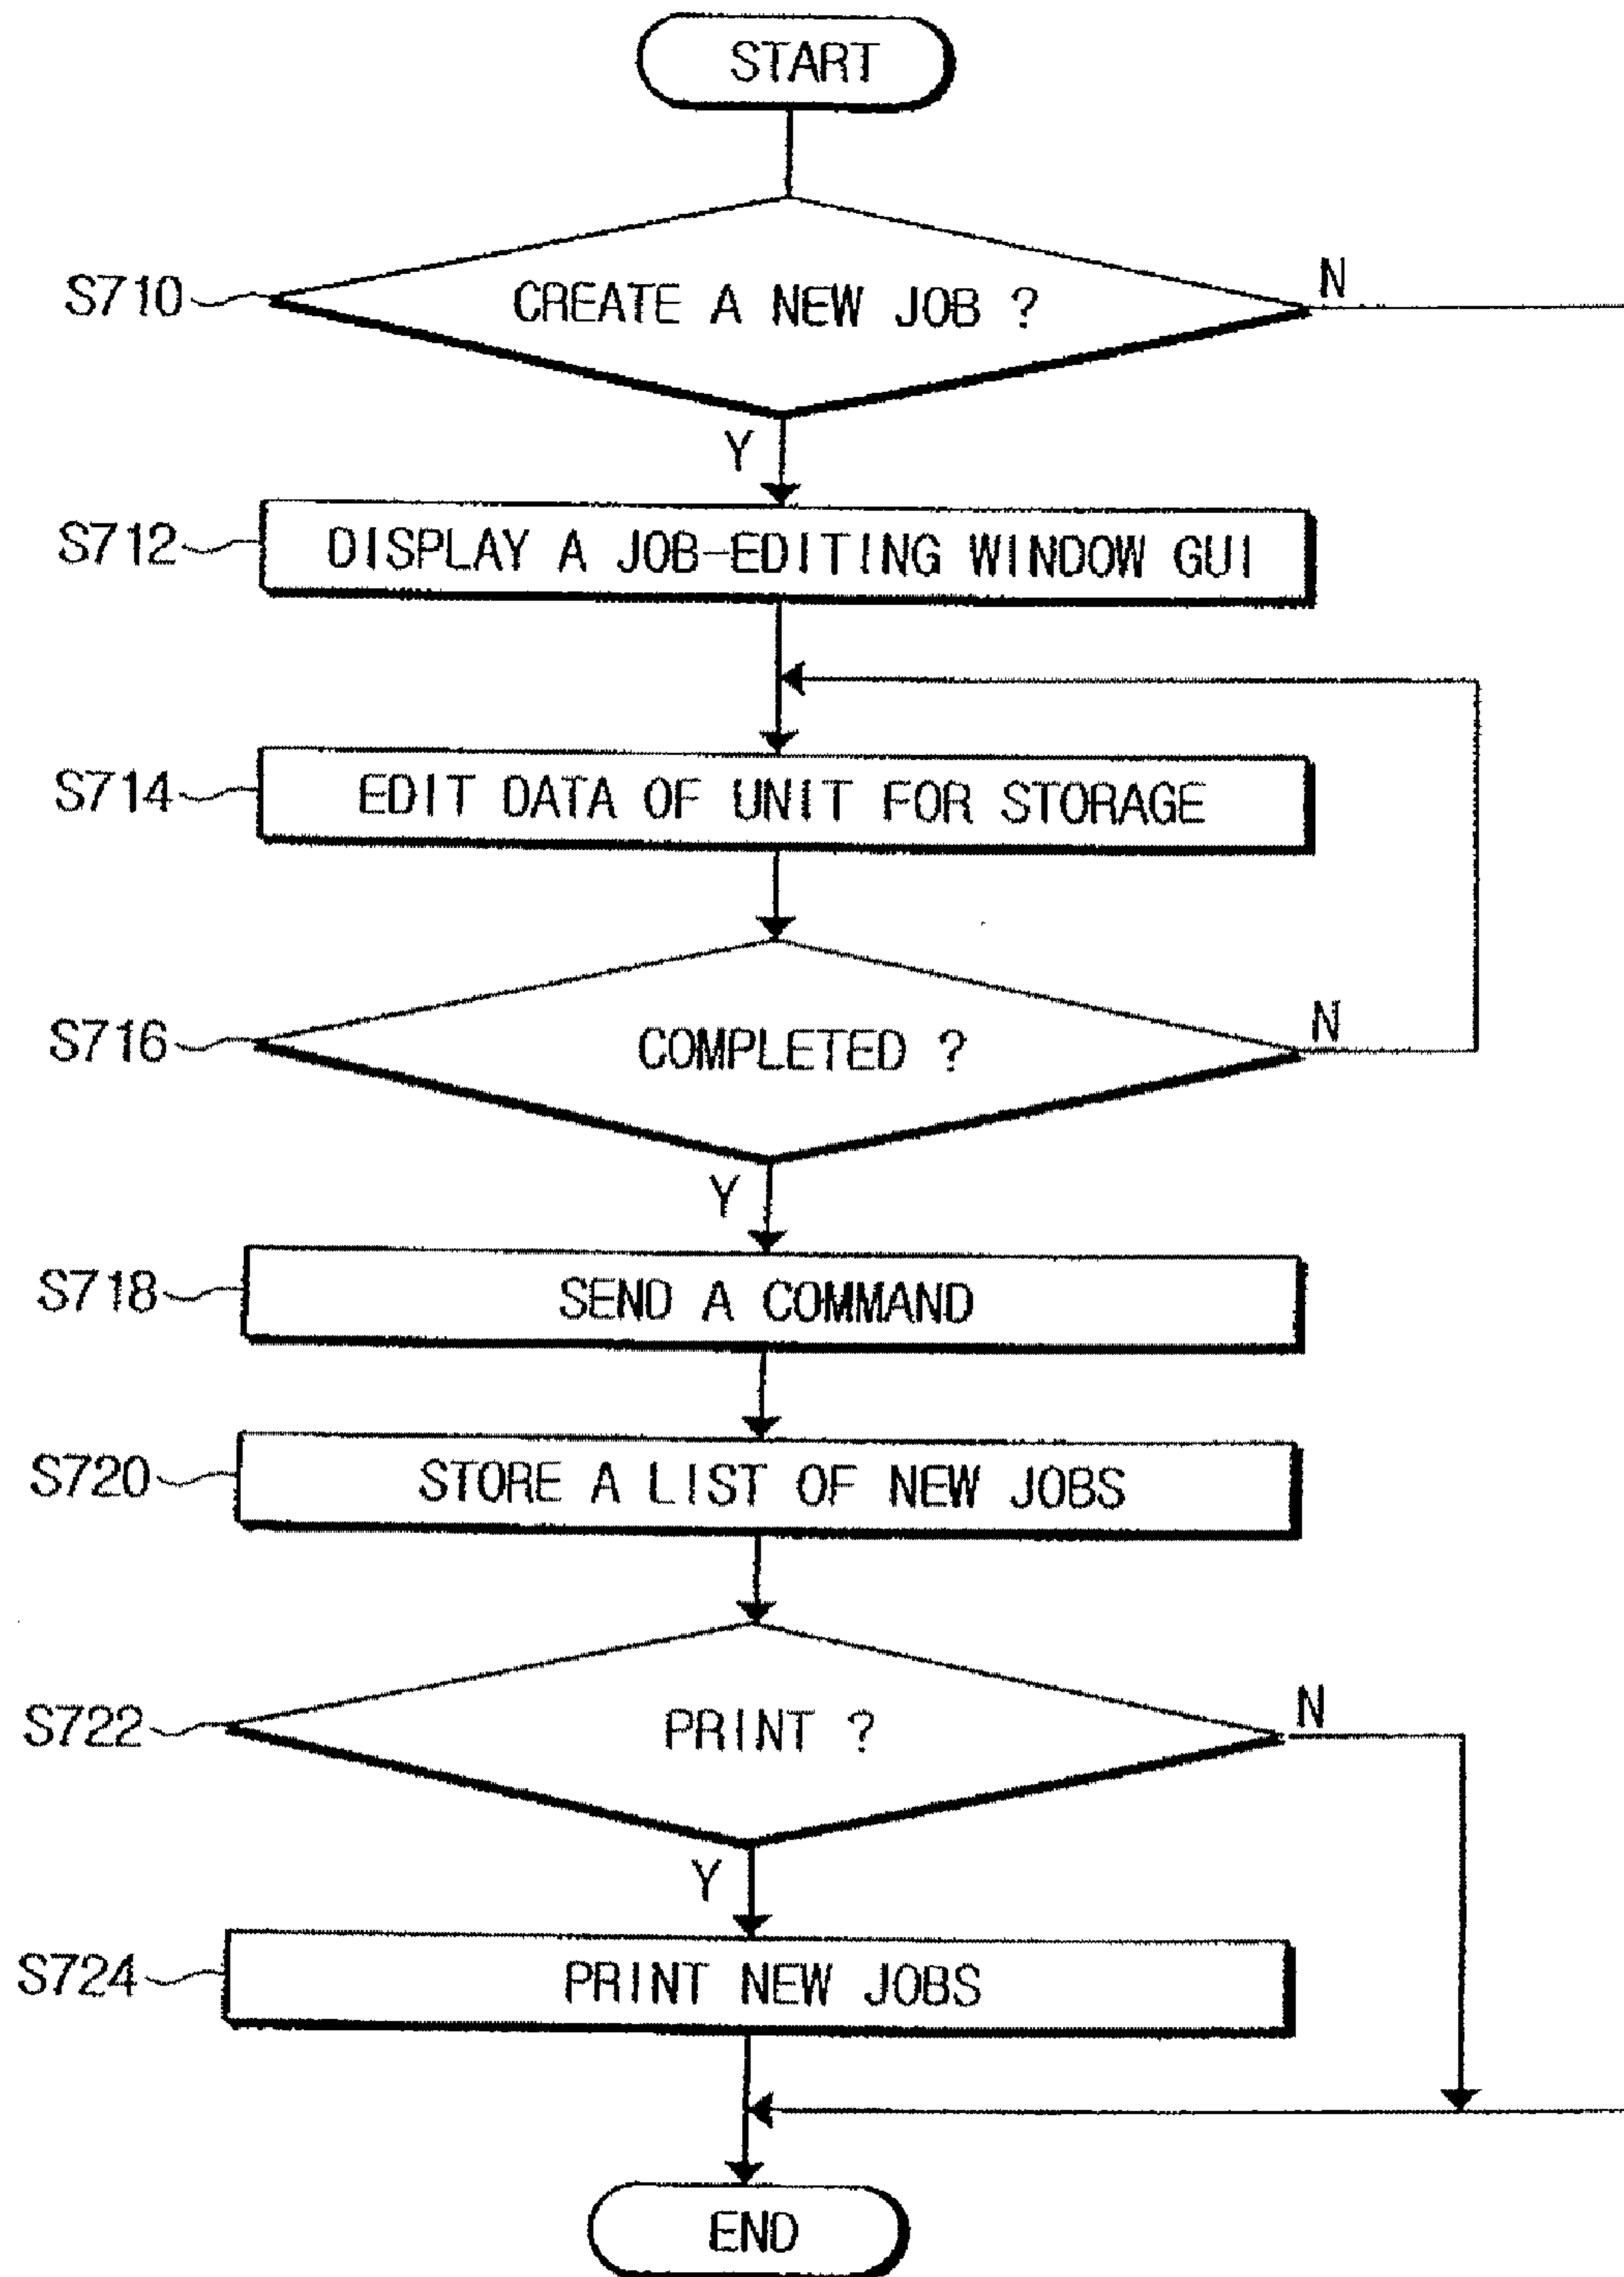 START
S710
CREATE A NEW JOB ?
N
Y
S712
DISPLAY A JOB-EDITING WINDOW GUI
S714
EDIT DATA OF UNIT FOR STORAGE
S716
COMPLETED ?
N
Y
S718
SEND A COMMAND
S720
STORE A LIST OF NEW JOBS
S722
PRINT ?
N
Y
S724
PRINT NEW JOBS
END